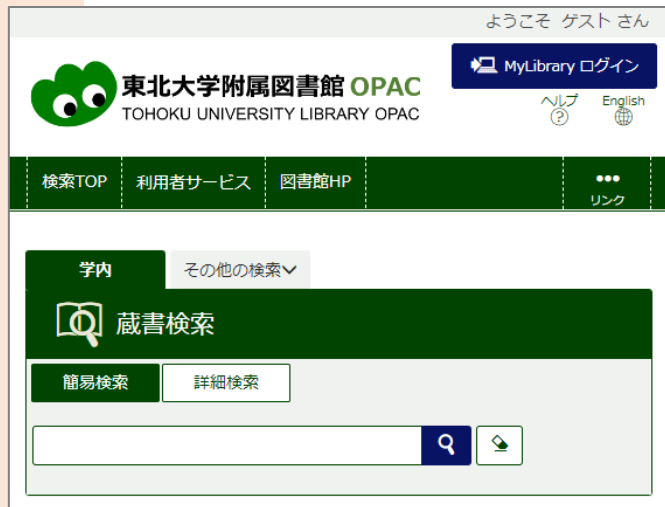 ようこそ ゲスト さん
MyLibrary ログイン
東北大学附属図書館 OPAC
TOHOKU UNIVERSITY LIBRARY OPAC
ヘルプ English
検索TOP 利用者サービス 図書館HP リンク
学内 その他の検索
蔵書検索
簡易検索 詳細検索